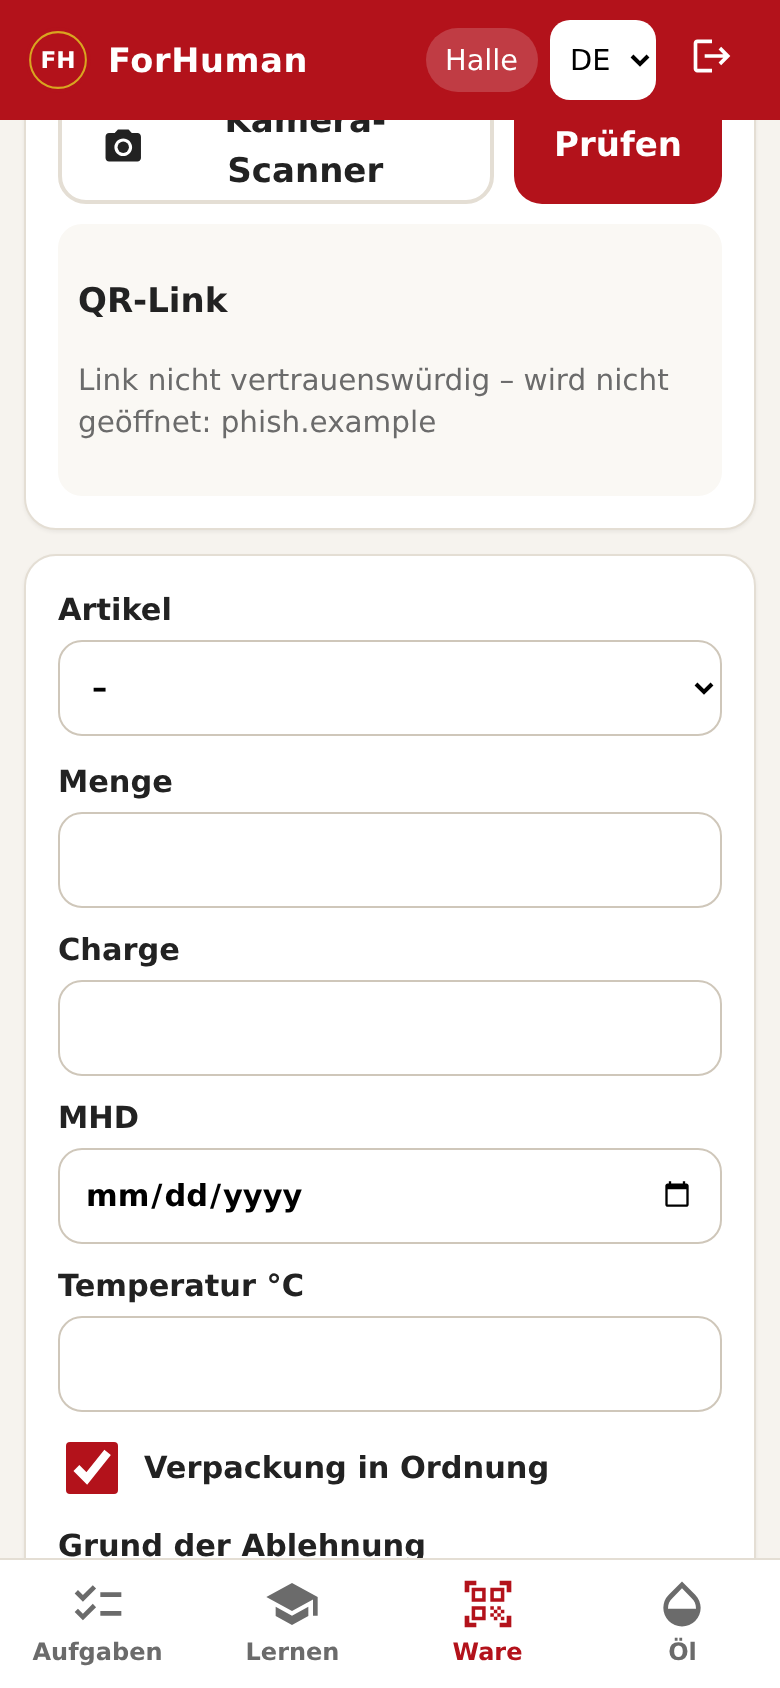 FH ForHuman Halle DE
Kamera-
Scanner
Prüfen
QR-Link
Link nicht vertrauenswürdig – wird nicht
geöffnet: phish.example
Artikel
–
Menge
Charge
MHD
mm/dd/yyyy
Temperatur °C
Verpackung in Ordnung
Grund der Ablehnung
Aufgaben Lernen Ware Öl